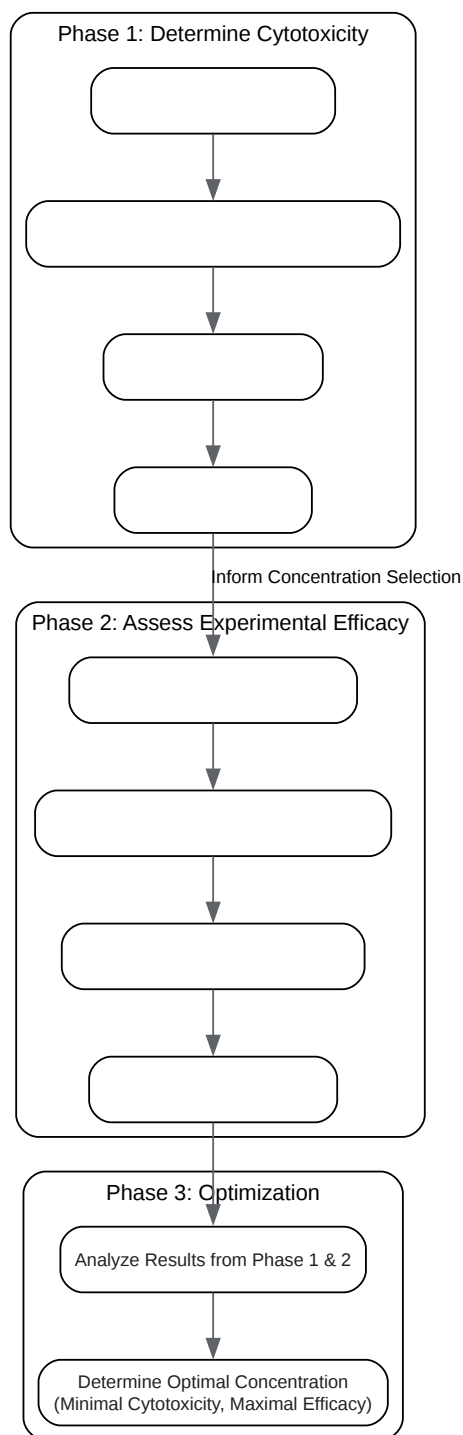 Phase 1: Determine Cytotoxicity
Inform Concentration Selection
Phase 2: Assess Experimental Efficacy
Phase 3: Optimization
Analyze Results from Phase 1 & 2
Determine Optimal Concentration
(Minimal Cytotoxicity, Maximal Efficacy)